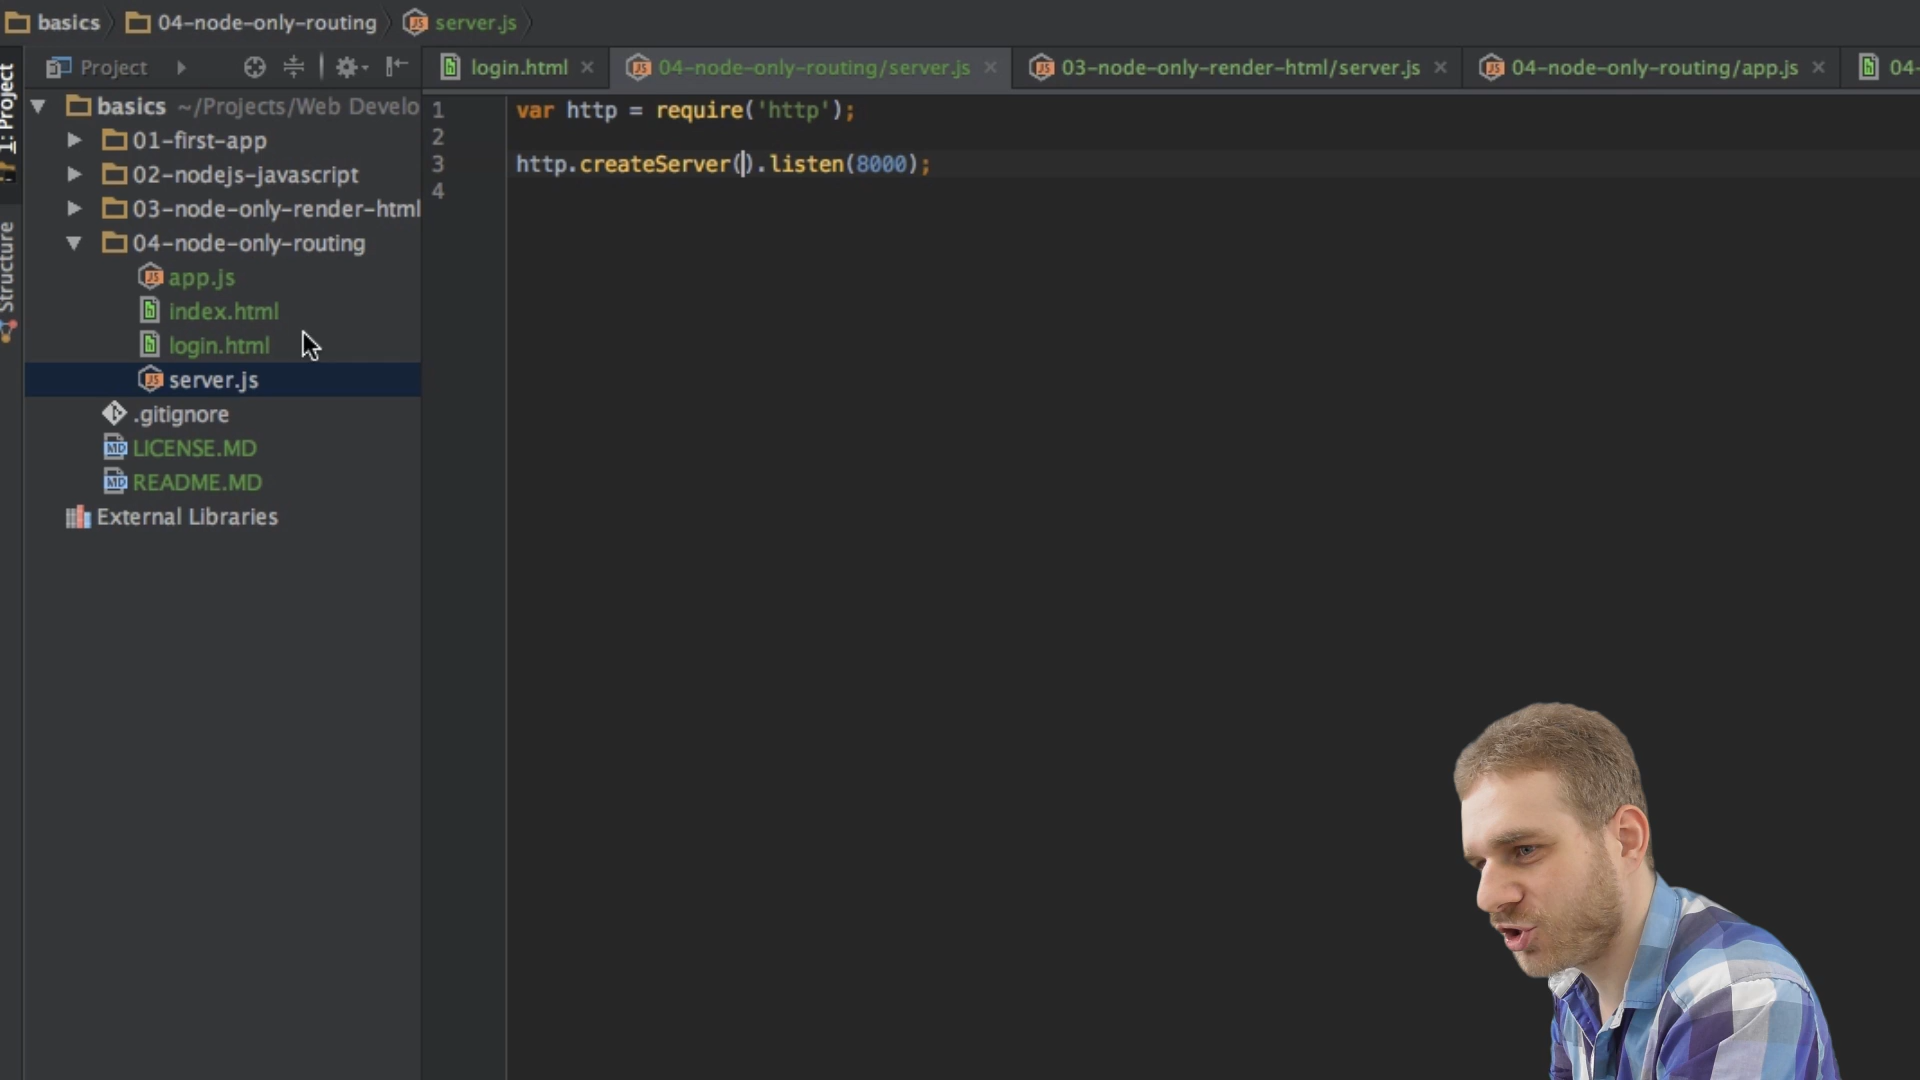 basics 04-node-only-routing server.js
Project
login.html 04-node-only-routing/server.js 03-node-only-render-html/server.js 04-node-only-routing/app.js 04-
1: Project
Structure
basics ~/Projects/Web Develo
01-first-app
02-nodejs-javascript
03-node-only-render-html
04-node-only-routing
app.js
index.html
login.html
server.js
.gitignore
LICENSE.MD
README.MD
External Libraries
1 var http = require('http');
2
3 http.createServer().listen(8000);
4